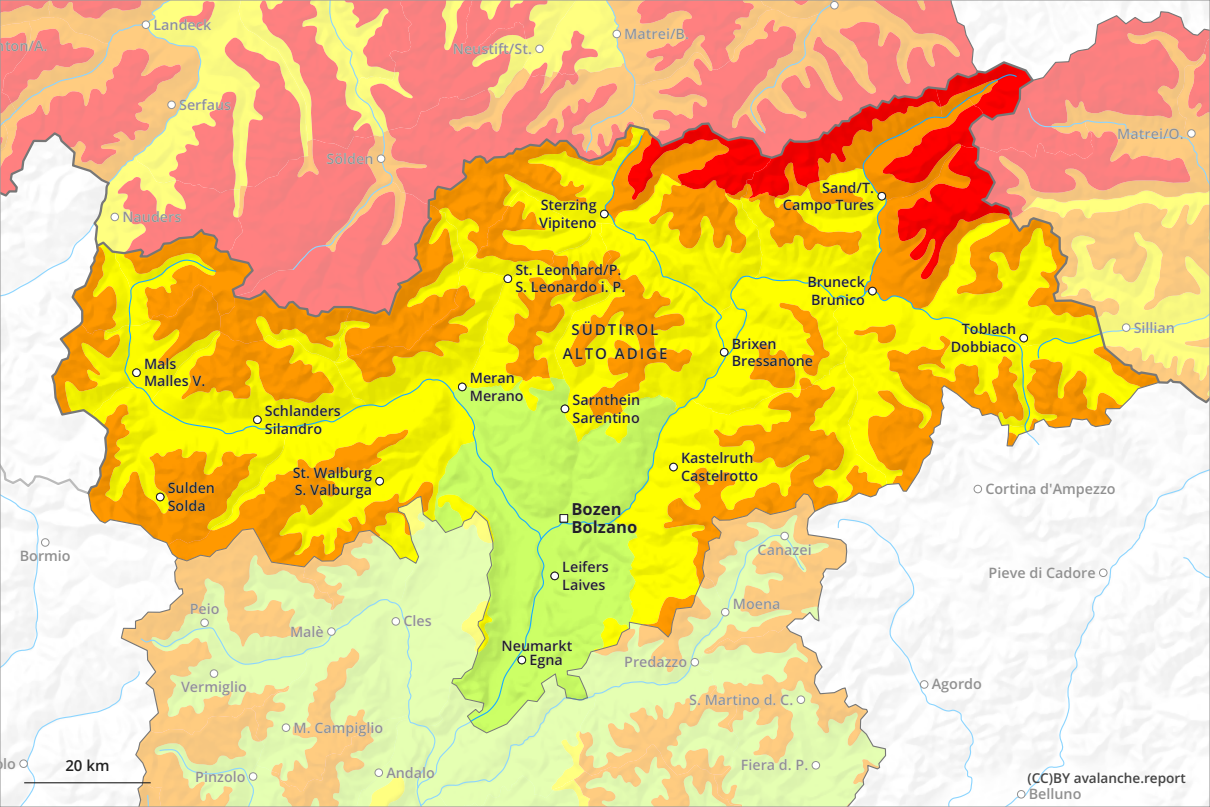 Landeck
ton/A.
Neustift/St.
Matrei/B
Serfaus
Matrei/O.
Sölden
Sand/T.
Campo Tures
Sterzing
Vipiteno
Nauders
St. Leonhard/P.
S. Leonardo i. P.
Bruneck
Brunico
SÜDTIROL
ALTO ADIGE
Toblach
Dobbiaco
Sillian
Brixen
Bressanone
Mals
Malles V.
Meran
Merano
Sarnthein
Sarentino
Schlanders
Silandro
Kastelruth
Castelrotto
St. Walburg
S. Valburga
Sulden
Solda
Cortina d'Ampezzo
Bozen
Bolzano
Bormio
Canazei
Leifers
Laives
Pieve di Cadore
Peio
Moena
Malè
Cles
Neumarkt
Egna
Predazzo
Vermiglio
Agordo
S. Martino d. C.
M. Campiglio
olo
20 km
Pinzolo
Andalo
Fiera d. P.
(CC)BY avalanche.report
Belluno